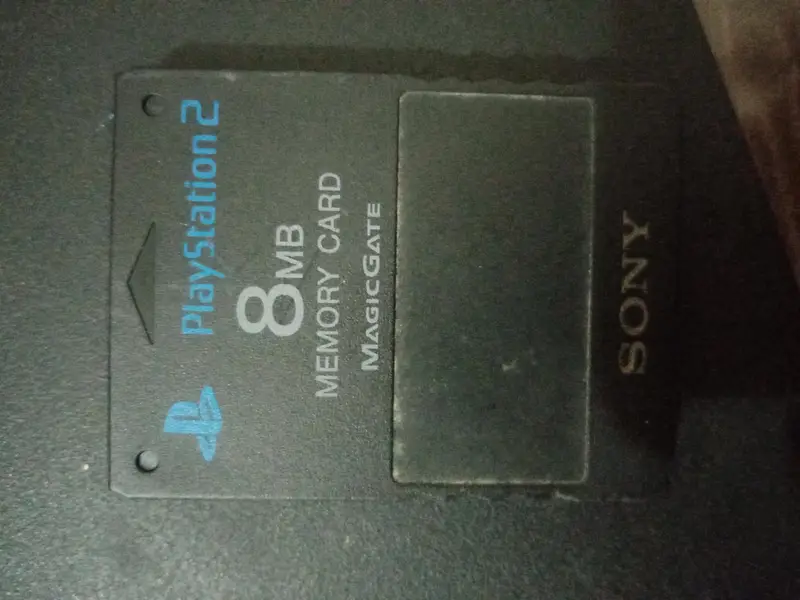 PlayStation 2
8MB
MEMORY CARD
MAGICGATE
SONY